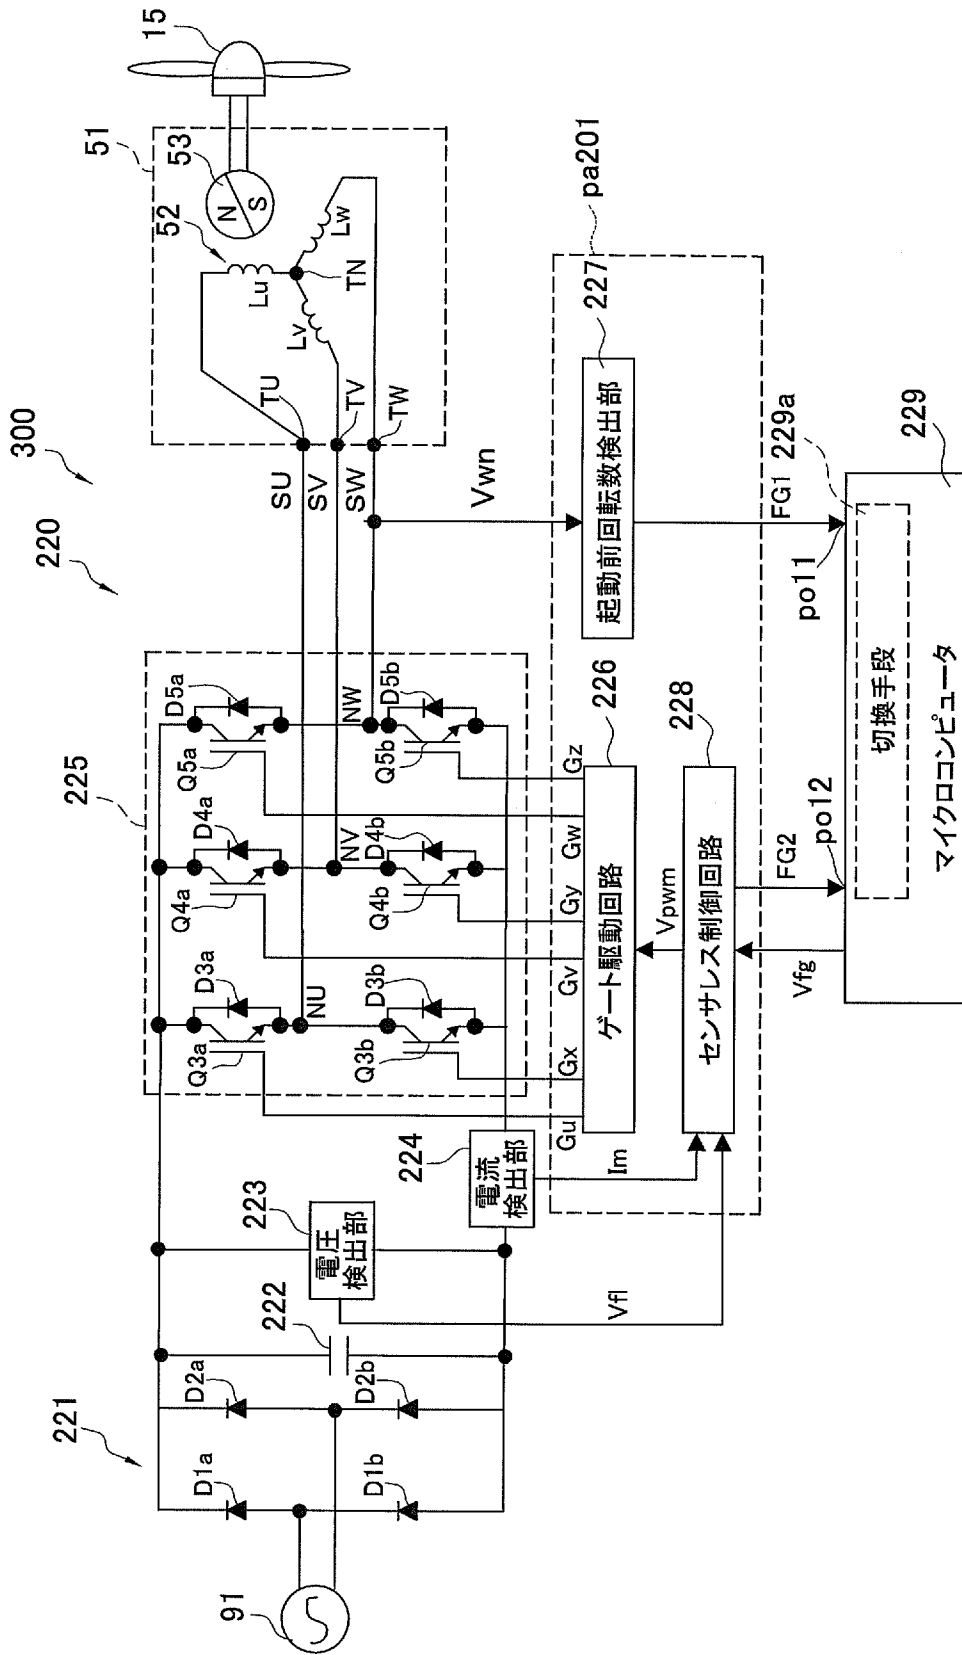 300
220
221
91
D1a
D1b
D2a
D2b
222
223
電圧
検出部
Vfl
224
電流
検出部
Im
225
Q3a
D3a
Q4a
D4a
Q5a
D5a
NU
NV
NW
Q3b
D3b
Q4b
D4b
Q5b
D5b
Gu
Gx
Gv
Gy
Gw
Gz
SU
SV
SW
TU
TV
TW
51
52
53
15
N
S
Lu
Lv
Lw
TN
Vwn
pa201
226
ゲート駆動回路
227
起動前回転数検出部
Vpwm
228
センサレス制御回路
Vfg
FG2
po12
FG1
po11
229a
切換手段
229
マイクロコンピュータ